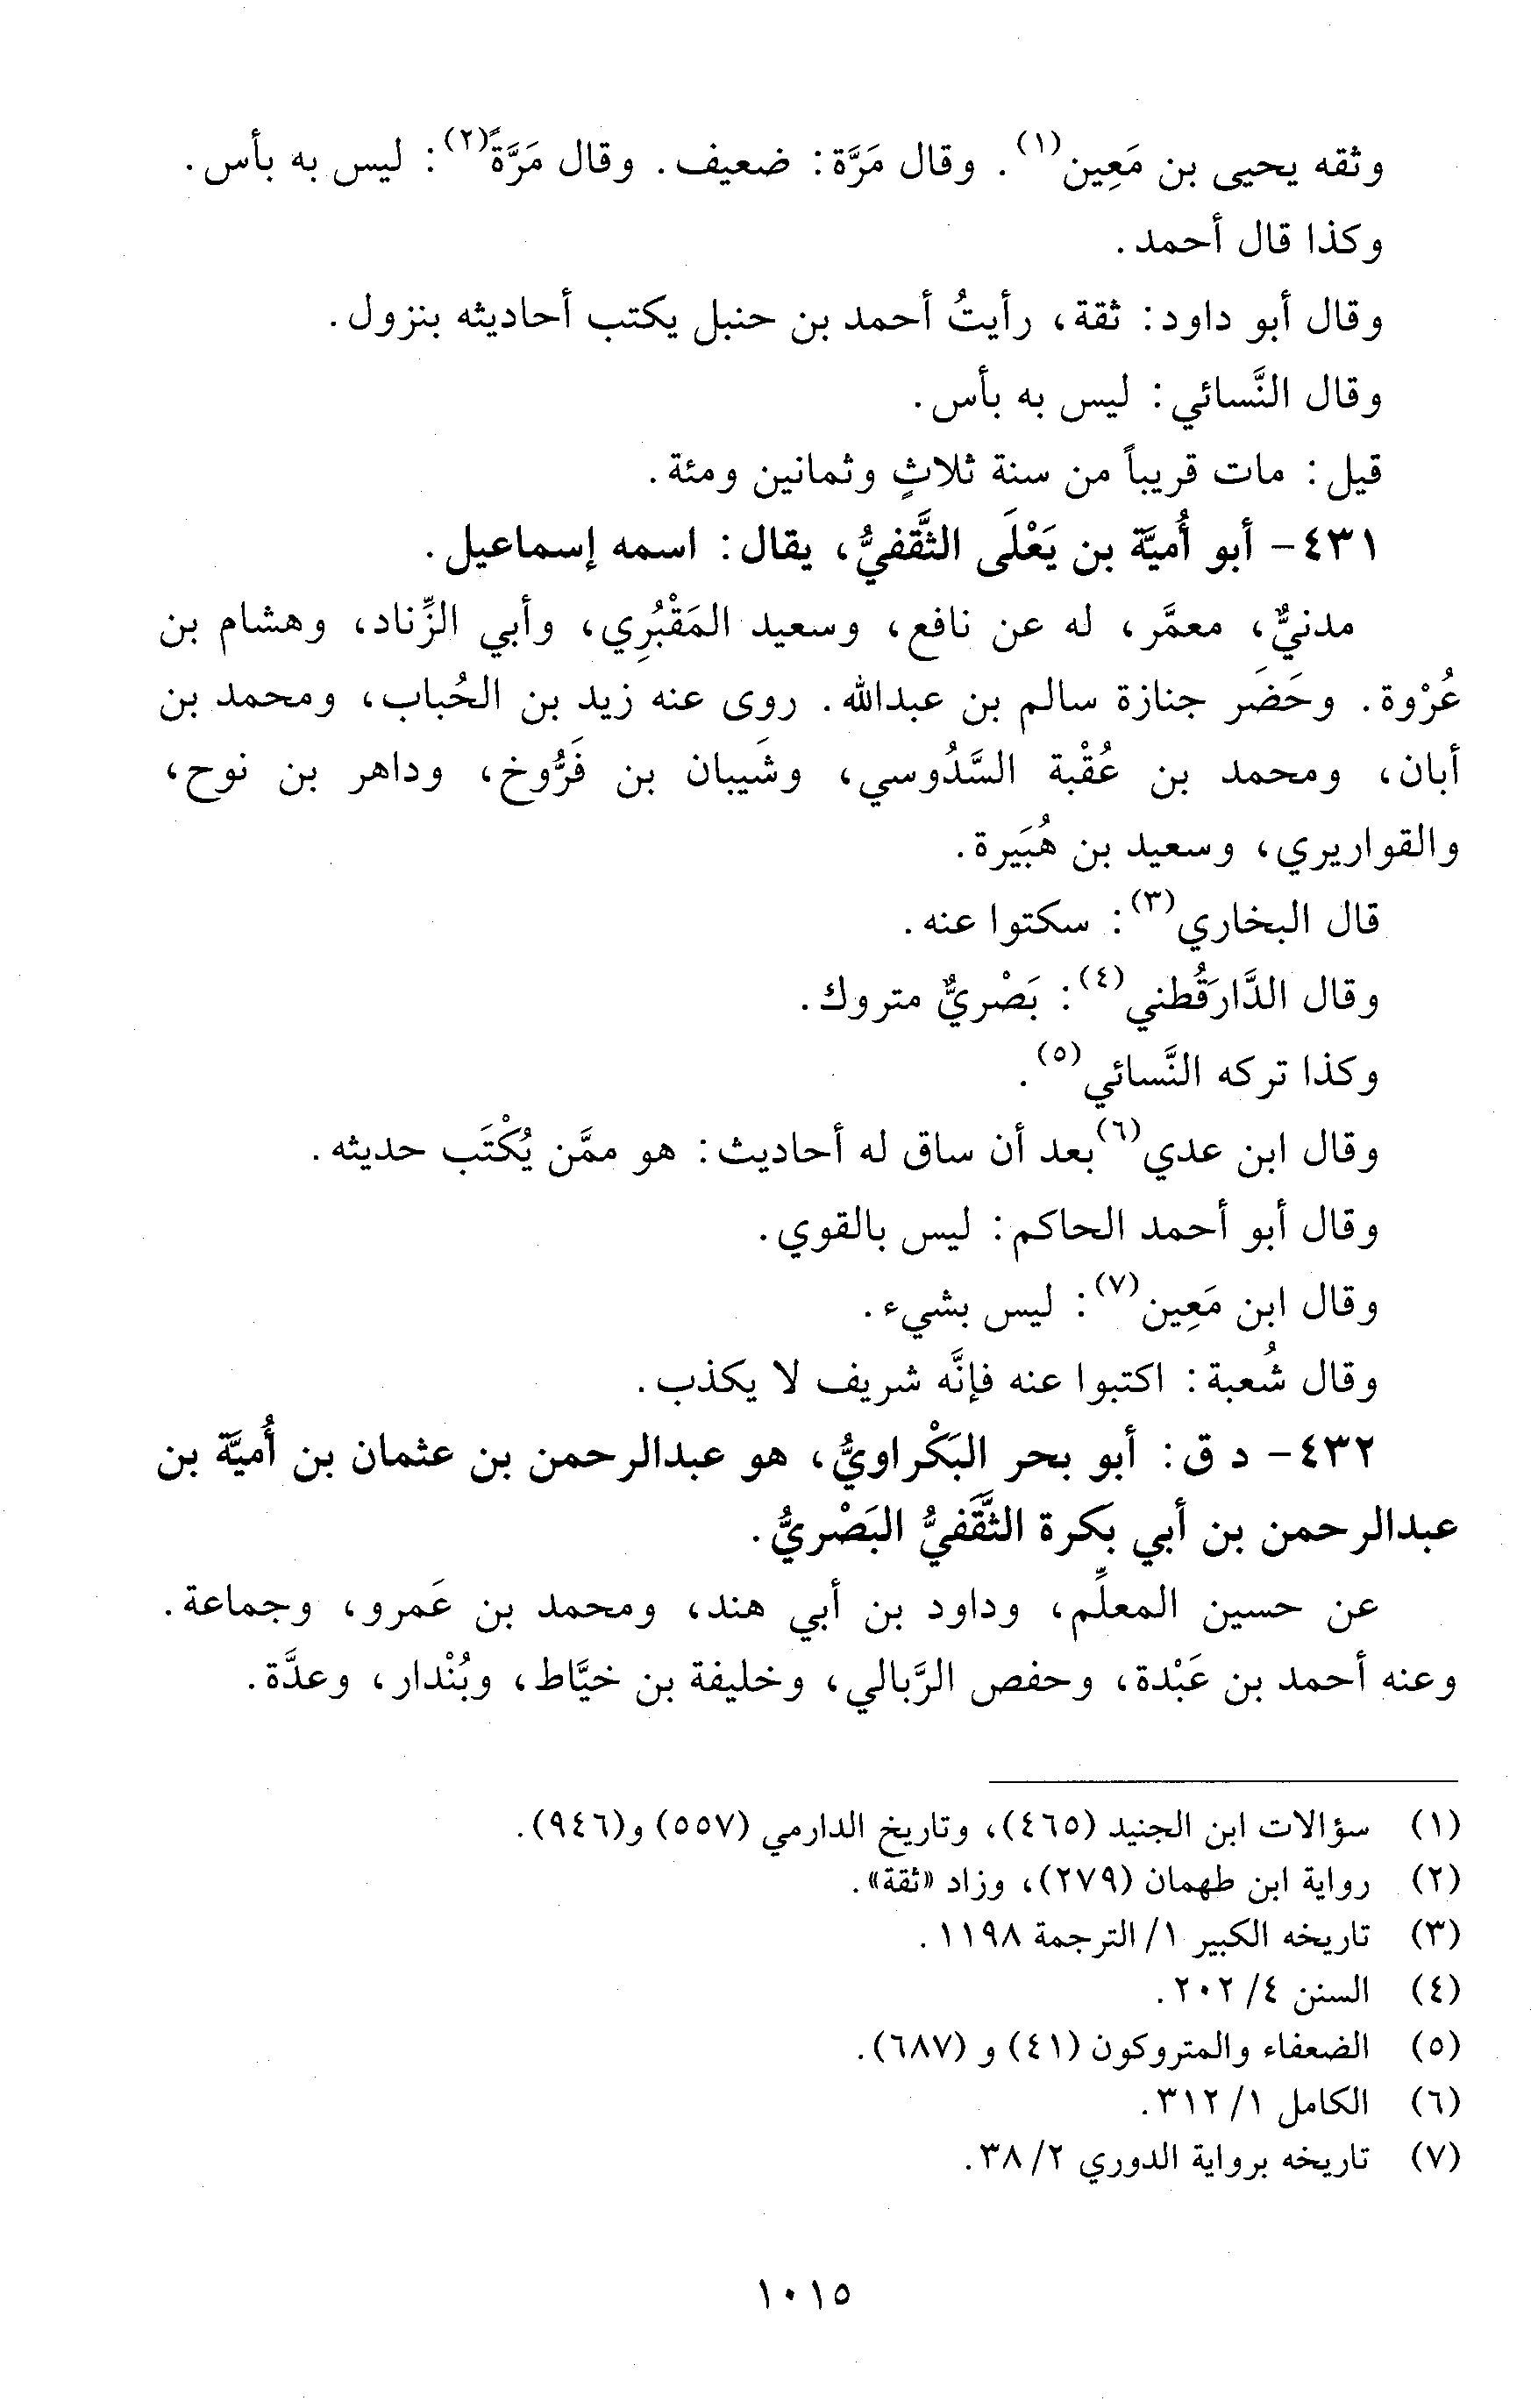 وثقه يحيى بن مَعِين(١). وقال مَرَّة: ضعيف. وقال مَرَّةً(٢): ليس به بأس.
وكذا قال أحمد.
وقال أبو داود: ثقة، رأيتُ أحمد بن حنبل يكتب أحاديثه بنزول.
وقال النَّسائي: ليس به بأس.
قيل: مات قريباً من سنة ثلاثٍ وثمانين ومئة.
٤٣١- أبو أُميَّة بن يَعْلَى الثَّقفيُّ، يقال: اسمه إسماعيل.
مدنيٌّ، معمَّر، له عن نافع، وسعيد المَقْبُرِي، وأبي الزِّناد، وهشام بن
عُرْوة. وحَضَر جنازة سالم بن عبدالله. روى عنه زيد بن الحُباب، ومحمد بن
أبان، ومحمد بن عُقْبة السَّدُوسي، وشَيبان بن فَرُّوخ، وداهر بن نوح،
والقواريري، وسعيد بن هُبَيرة.
قال البخاري(٣): سكتوا عنه.
وقال الدَّارَقُطني(٤): بَصْريٌّ متروك.
وكذا تركه النَّسائي(٥).
وقال ابن عدي(٦) بعد أن ساق له أحاديث: هو ممَّن يُكْتَب حديثه.
وقال أبو أحمد الحاكم: ليس بالقوي.
وقال ابن مَعِين(٧): ليس بشيء.
وقال شُعبة: اكتبوا عنه فإنَّه شريف لا يكذب.
٤٣٢- د ق: أبو بحر البَكْراويُّ، هو عبدالرحمن بن عثمان بن أُميَّة بن
عبدالرحمن بن أبي بكرة الثَّقَفيُّ البَصْريُّ.
عن حسين المعلِّم، وداود بن أبي هند، ومحمد بن عَمرو، وجماعة.
وعنه أحمد بن عَبْدة، وحفص الرَّبالي، وخليفة بن خيَّاط، وبُنْدار، وعدَّة.
(١) سؤالات ابن الجنيد (٤٦٥)، وتاريخ الدارمي (٥٥٧) و(٩٤٦).
(٢) رواية ابن طهمان (٢٧٩)، وزاد «ثقة».
(٣) تاريخه الكبير ١/ الترجمة ١١٩٨.
(٤) السنن ٤/ ٢٠٢.
(٥) الضعفاء والمتروكون (٤١) و (٦٨٧).
(٦) الكامل ١/ ٣١٢.
(٧) تاريخه برواية الدوري ٢/ ٣٨.
١٠١٥